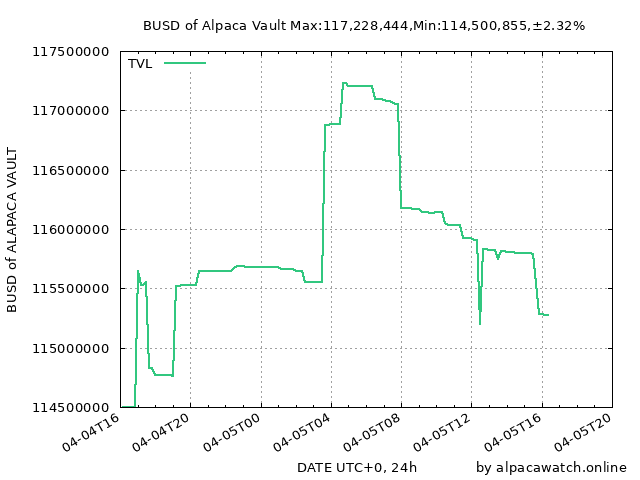 BUSD of Alpaca Vault Max:117,228,444,Min:114,500,855,±2.32%
TVL
117500000
117000000
116500000
116000000
115500000
115000000
114500000
BUSD of ALAPACA VAULT
04-04T16
04-04T20
04-05T00
04-05T04
04-05T08
04-05T12
04-05T16
04-05T20
DATE UTC+0, 24h
by alpacawatch.online